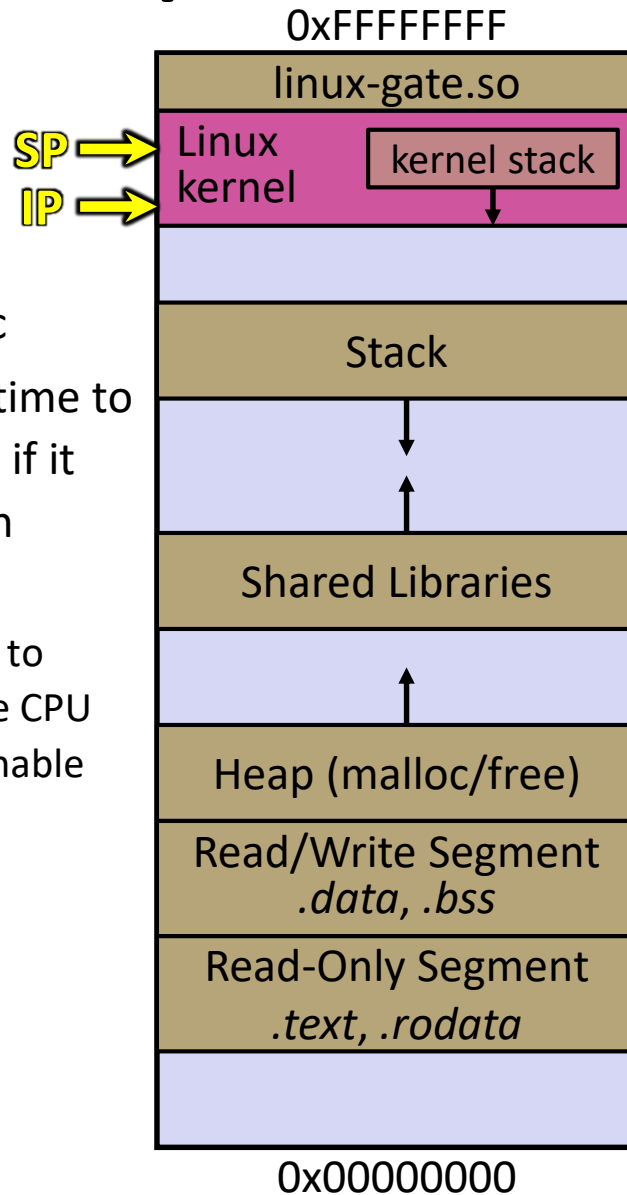 0xFFFFFFFF
linux-gate.so
SP
Linux
kernel
kernel stack
IP
Stack
time to
if it
Shared Libraries
to
CPU
Heap (malloc/free)
Read/Write Segment
.data, .bss
Read-Only Segment
.text, .rodata
0x00000000